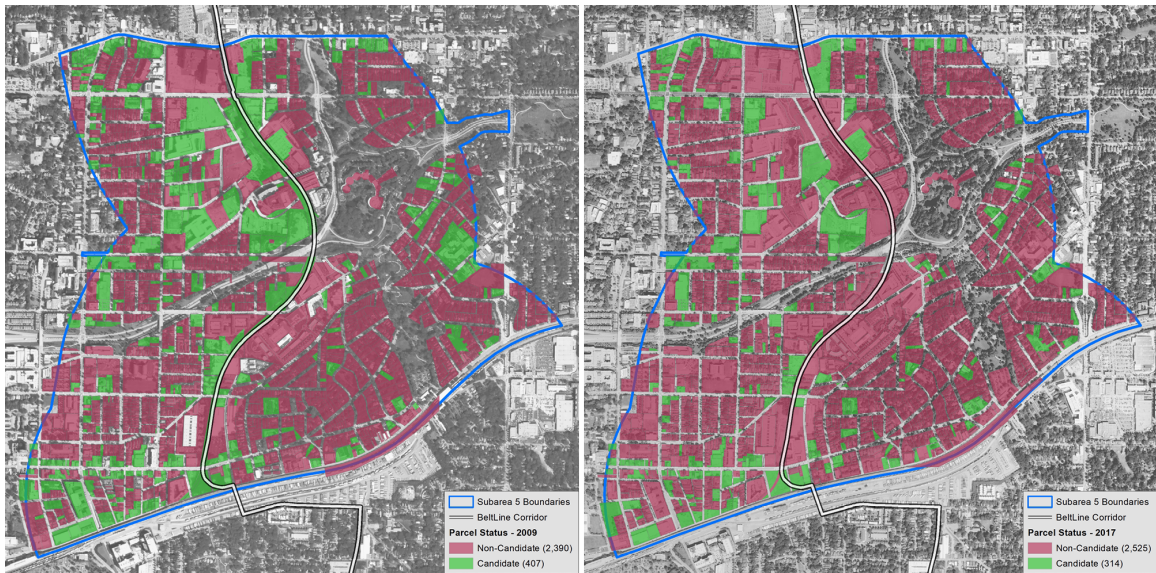 Subarea 5 Boundaries
BeltLine Corridor
Parcel Status - 2009
Non-Candidate (2,390)
Candidate (407)
Subarea 5 Boundaries
BeltLine Corridor
Parcel Status - 2017
Non-Candidate (2,525)
Candidate (314)